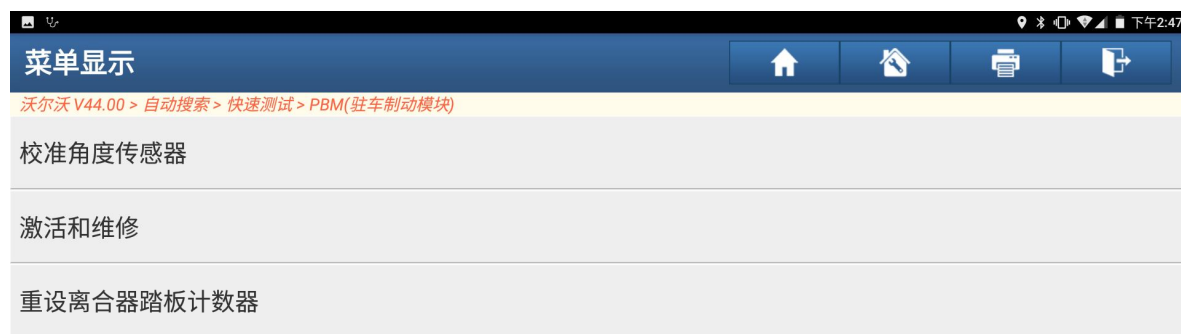 下午2:47
菜单显示
沃尔沃 V44.00 > 自动搜索 > 快速测试 > PBM(驻车制动模块)
校准角度传感器
激活和维修
重设离合器踏板计数器